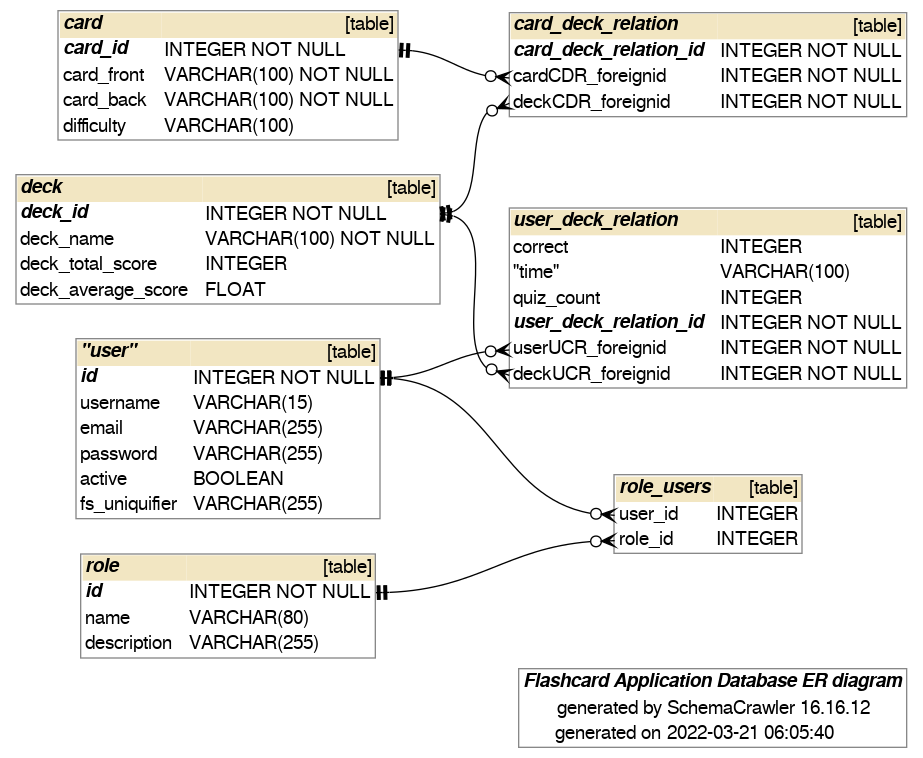 card [table]
card_id INTEGER NOT NULL
card_front VARCHAR(100) NOT NULL
card_back VARCHAR(100) NOT NULL
difficulty VARCHAR(100)
card_deck_relation [table]
card_deck_relation_id INTEGER NOT NULL
cardCDR_foreignid INTEGER NOT NULL
deckCDR_foreignid INTEGER NOT NULL
deck [table]
deck_id INTEGER NOT NULL
deck_name VARCHAR(100) NOT NULL
deck_total_score INTEGER
deck_average_score FLOAT
user_deck_relation [table]
correct INTEGER
"time" VARCHAR(100)
quiz_count INTEGER
user_deck_relation_id INTEGER NOT NULL
userUCR_foreignid INTEGER NOT NULL
deckUCR_foreignid INTEGER NOT NULL
"user" [table]
id INTEGER NOT NULL
username VARCHAR(15)
email VARCHAR(255)
password VARCHAR(255)
active BOOLEAN
fs_uniquifier VARCHAR(255)
role_users [table]
user_id INTEGER
role_id INTEGER
role [table]
id INTEGER NOT NULL
name VARCHAR(80)
description VARCHAR(255)
Flashcard Application Database ER diagram
generated by SchemaCrawler 16.16.12
generated on 2022-03-21 06:05:40